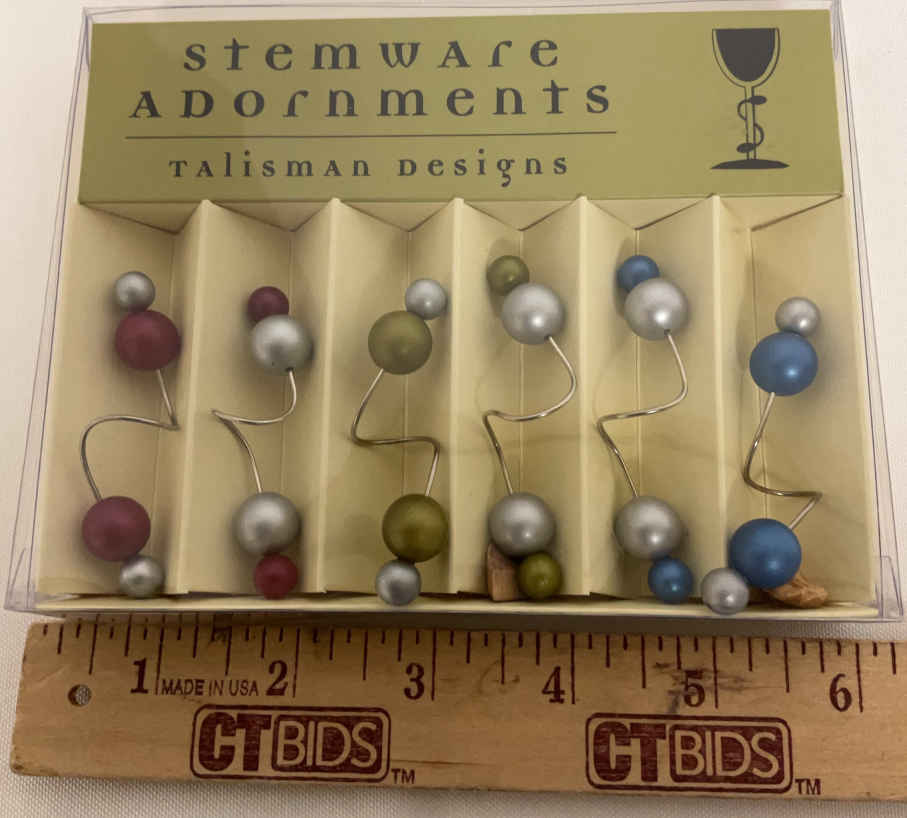 stemware
adornments
Talisman Designs
1 MADE IN USA 2 3 4 5 6
CTBIDS TM CTBIDS TM